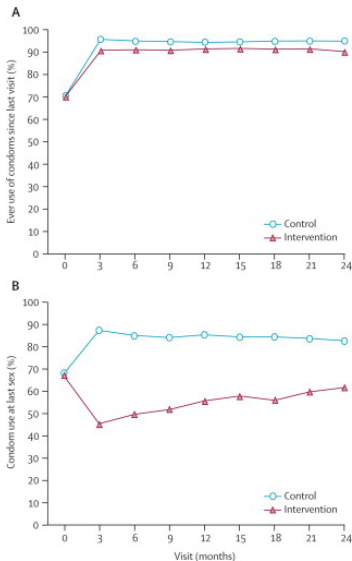 A
Ever use of condoms since last visit (%)
100
90
80
70
60
50
40
30
20
10
0
Control
Intervention
0 3 6 9 12 15 18 21 24
B
Condom use at last sex (%)
100
90
80
70
60
50
40
30
20
10
0
Control
Intervention
0 3 6 9 12 15 18 21 24
Visit (months)